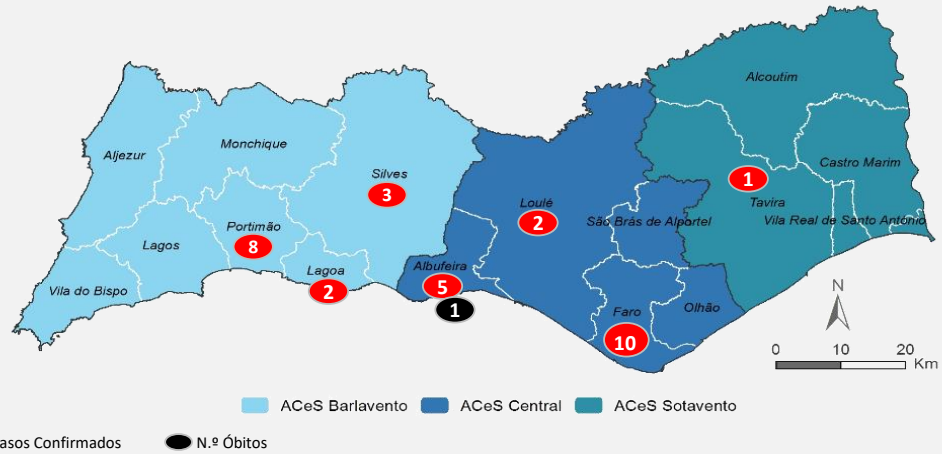 Alcoutim
Aljezur
Monchique
Castro Marim
Silves
3
1
Tavira
Loulé
2
São Brás de Alportel
Vila Real de Santo António
Portimão
8
Lagos
Lagoa
2
Albufeira
5
1
Vila do Bispo
Faro
10
Olhão
N
0 10 20
Km
ACeS Barlavento ACeS Central ACeS Sotavento
asos Confirmados N.º Óbitos